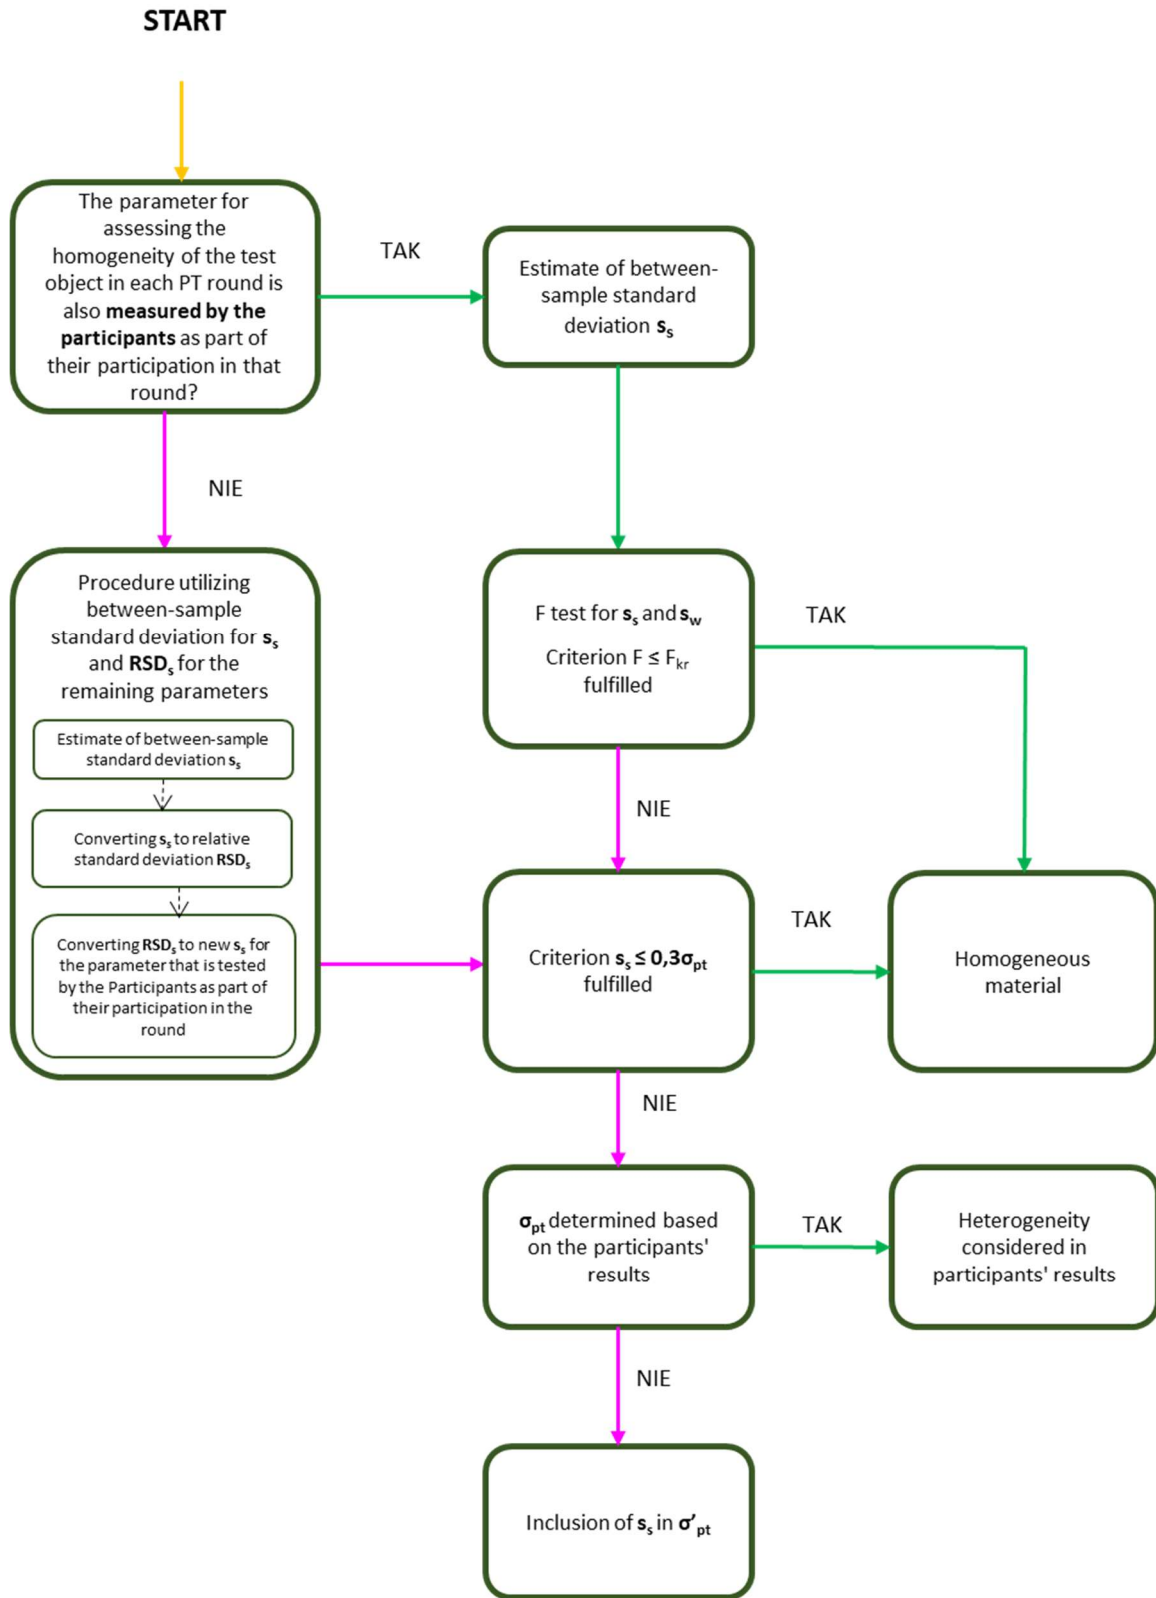 START
The parameter for
assessing the
homogeneity of the test
object in each PT round is
also measured by the
participants as part of
their participation in that
round?
TAK
Estimate of between-
sample standard
deviation sₛ
NIE
Procedure utilizing
between-sample
standard deviation for sₛ
and RSDₛ for the
remaining parameters
Estimate of between-sample
standard deviation sₛ
Converting sₛ to relative
standard deviation RSDₛ
Converting RSDₛ to new sₛ for
the parameter that is tested
by the Participants as part of
their participation in the
round
F test for sₛ and s_w
Criterion F ≤ F_kr
fulfilled
TAK
NIE
Criterion sₛ ≤ 0,3σ_pt
fulfilled
TAK
Homogeneous
material
NIE
σ_pt determined based
on the participants'
results
TAK
Heterogeneity
considered in
participants' results
NIE
Inclusion of sₛ in σ'_pt